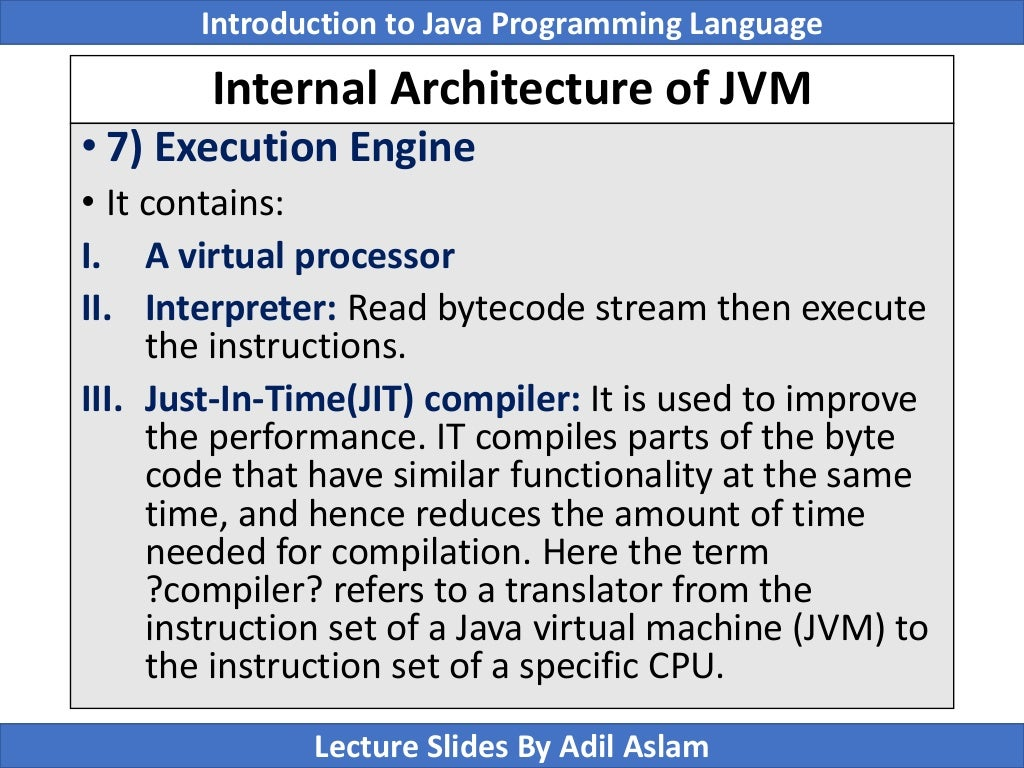 Introduction to Java Programming Language
Internal Architecture of JVM
• 7) Execution Engine
• It contains:
I. A virtual processor
II. Interpreter: Read bytecode stream then execute
the instructions.
III. Just-In-Time(JIT) compiler: It is used to improve
the performance. IT compiles parts of the byte
code that have similar functionality at the same
time, and hence reduces the amount of time
needed for compilation. Here the term
?compiler? refers to a translator from the
instruction set of a Java virtual machine (JVM) to
the instruction set of a specific CPU.
Lecture Slides By Adil Aslam